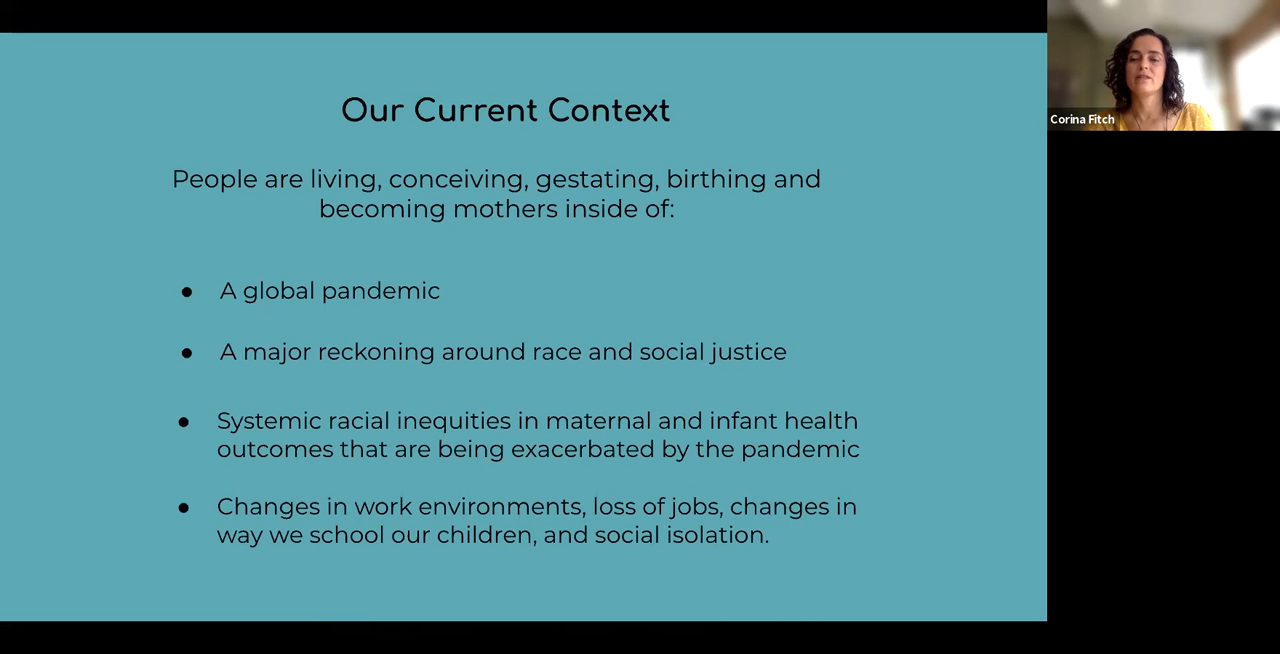 Our Current Context
People are living, conceiving, gestating, birthing and
becoming mothers inside of:
● A global pandemic
● A major reckoning around race and social justice
● Systemic racial inequities in maternal and infant health
outcomes that are being exacerbated by the pandemic
● Changes in work environments, loss of jobs, changes in
way we school our children, and social isolation.
Corina Fitch